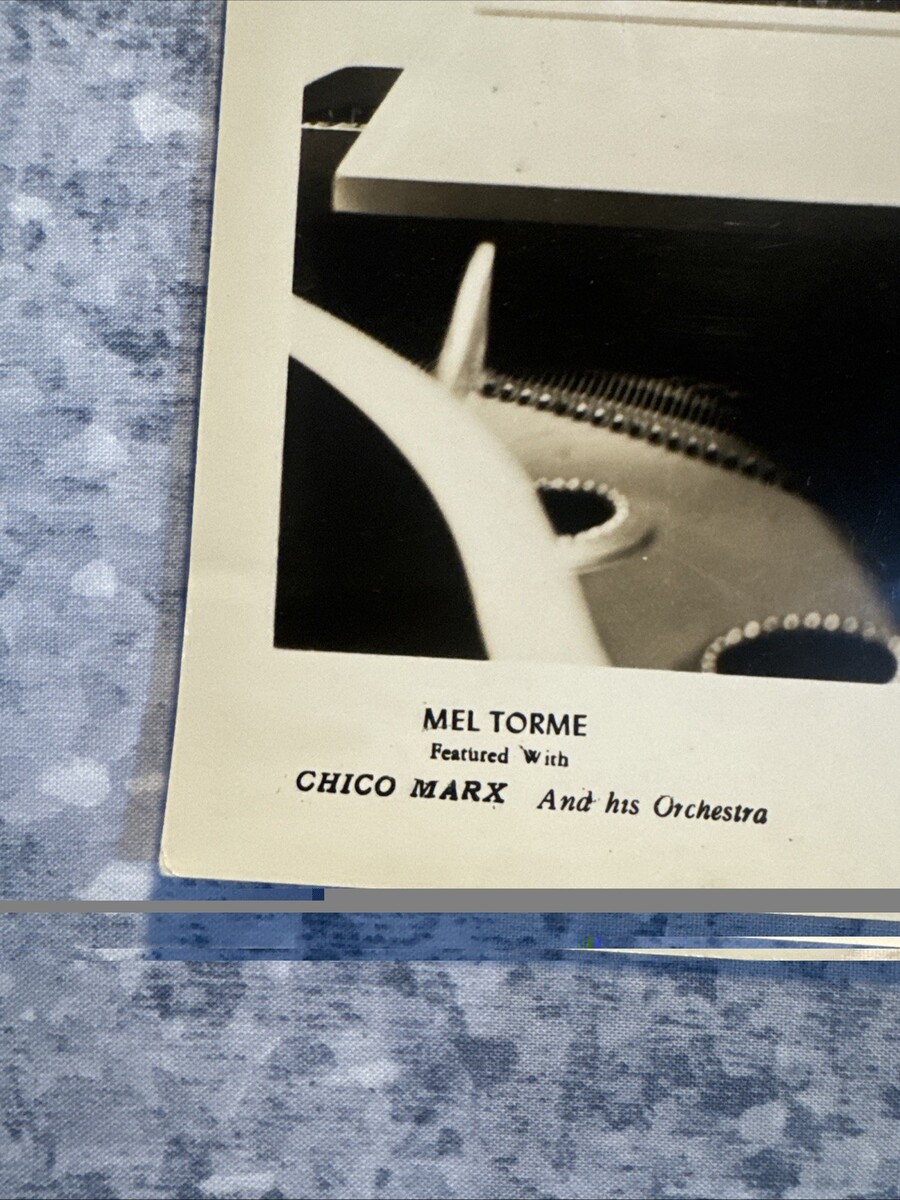 MEL TORME
Featured With
CHICO MARX And his Orchestra